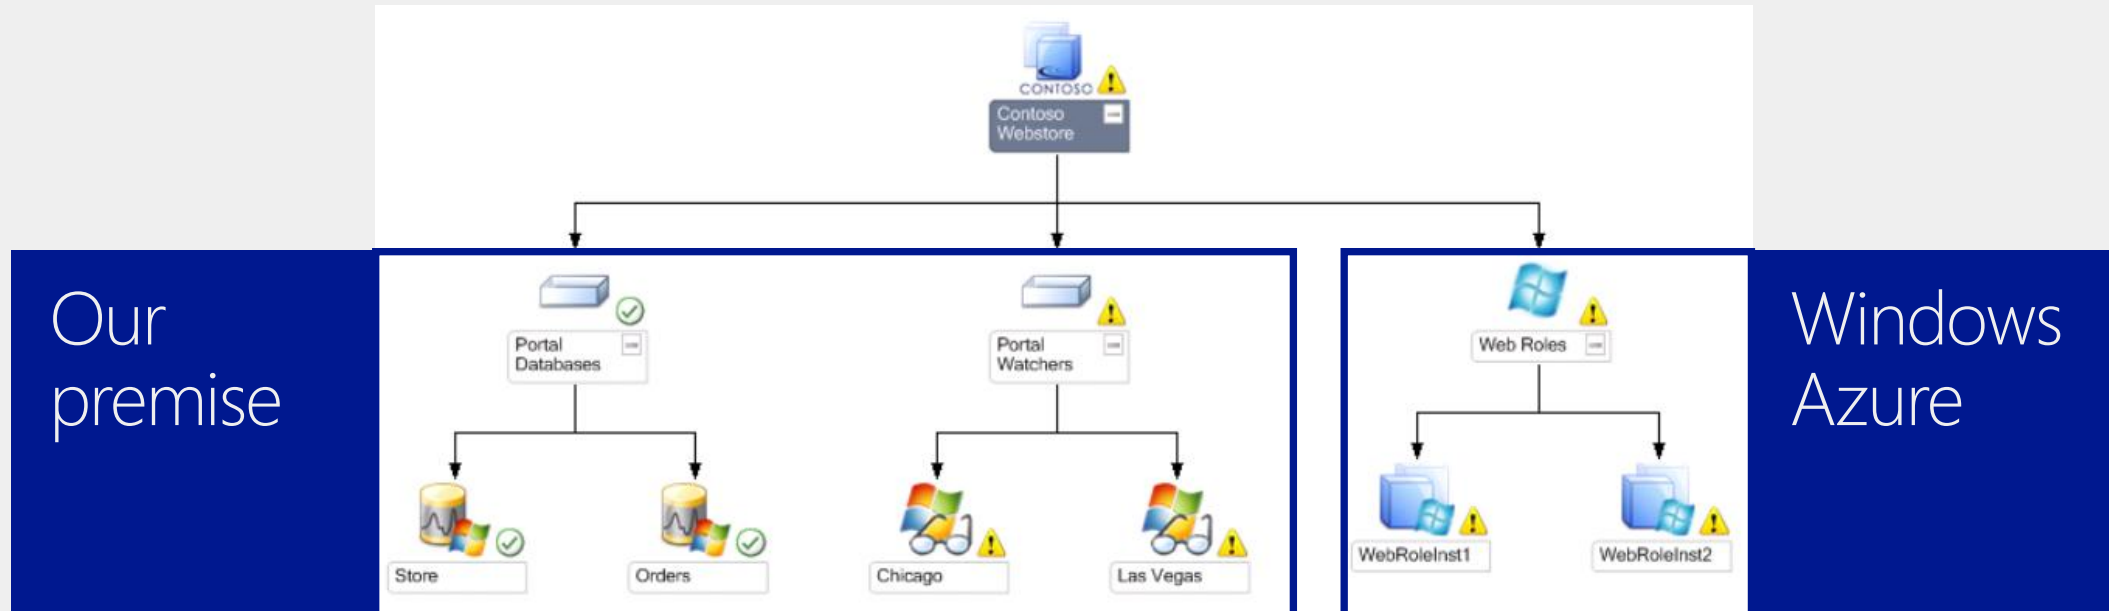 CONTOSO
Contoso
Webstore
Our
premise
Portal
Databases
Portal
Watchers
Web Roles
Windows
Azure
Store
Orders
Chicago
Las Vegas
WebRoleInst1
WebRoleInst2